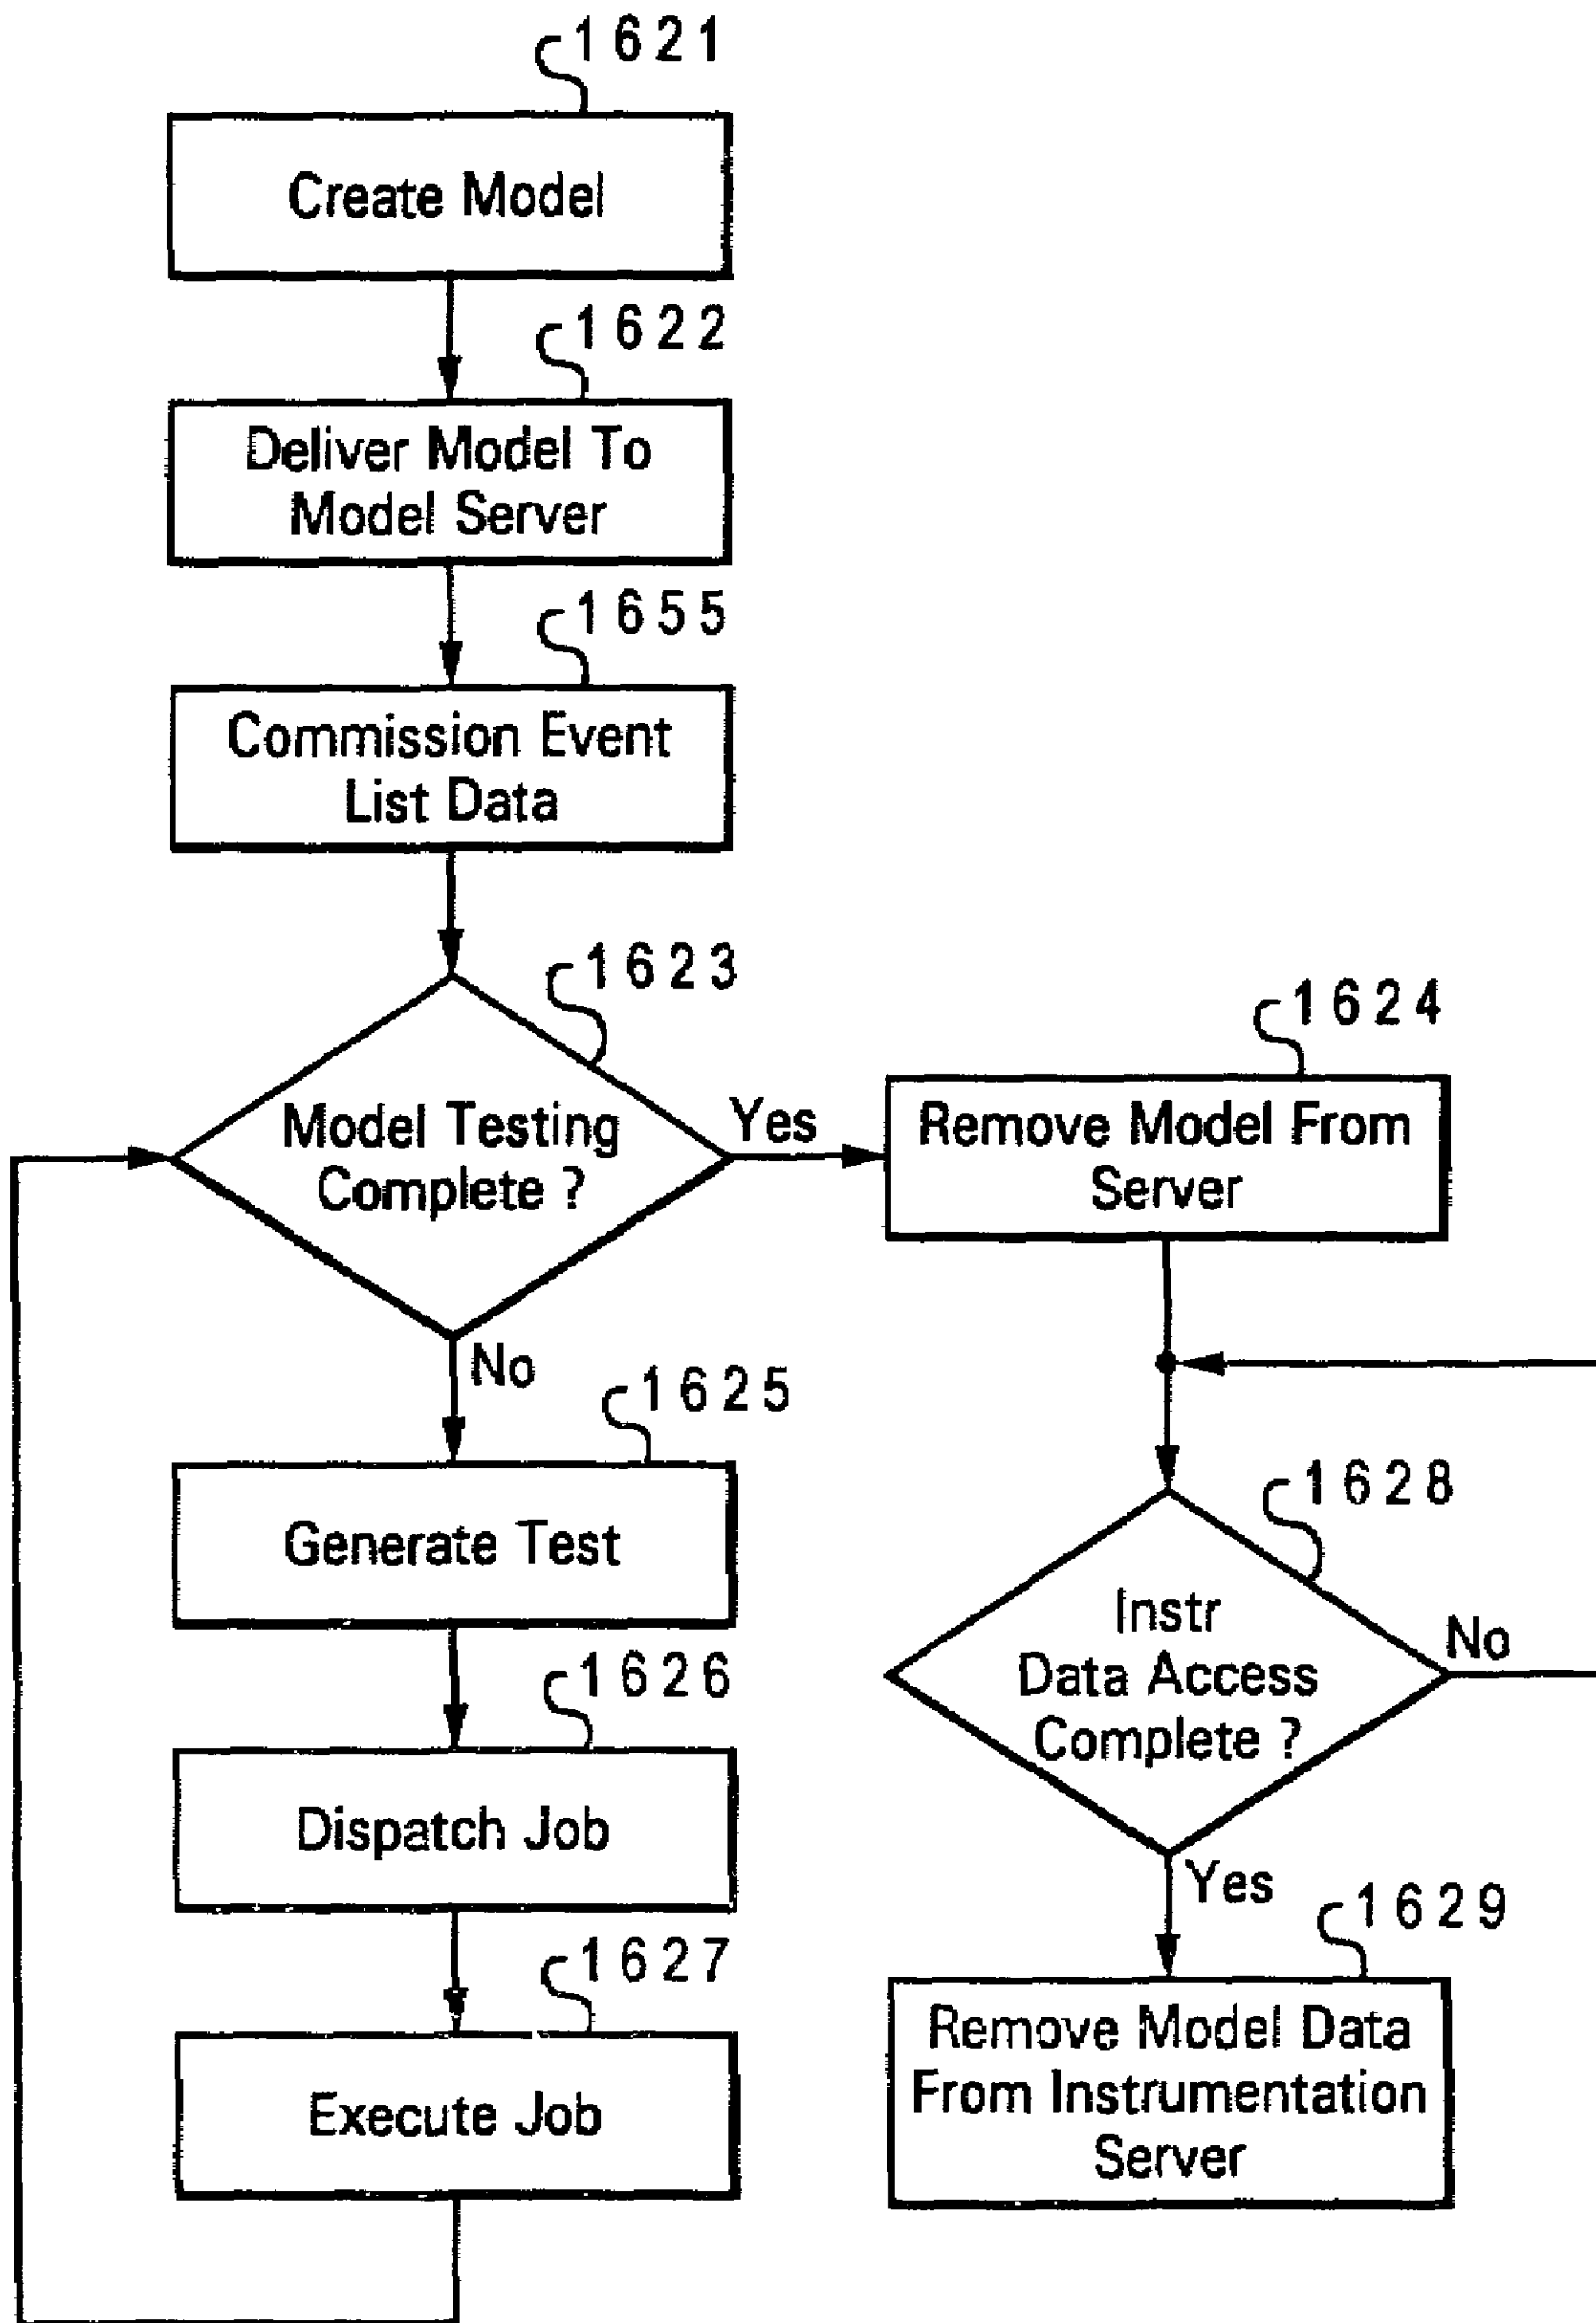 1621
Create Model
1622
Deliver Model To
Model Server
1655
Commission Event
List Data
1623
Model Testing
Complete ?
Yes
No
1624
Remove Model From
Server
1625
Generate Test
1626
Dispatch Job
1627
Execute Job
1628
Instr
Data Access
Complete ?
No
Yes
1629
Remove Model Data
From Instrumentation
Server